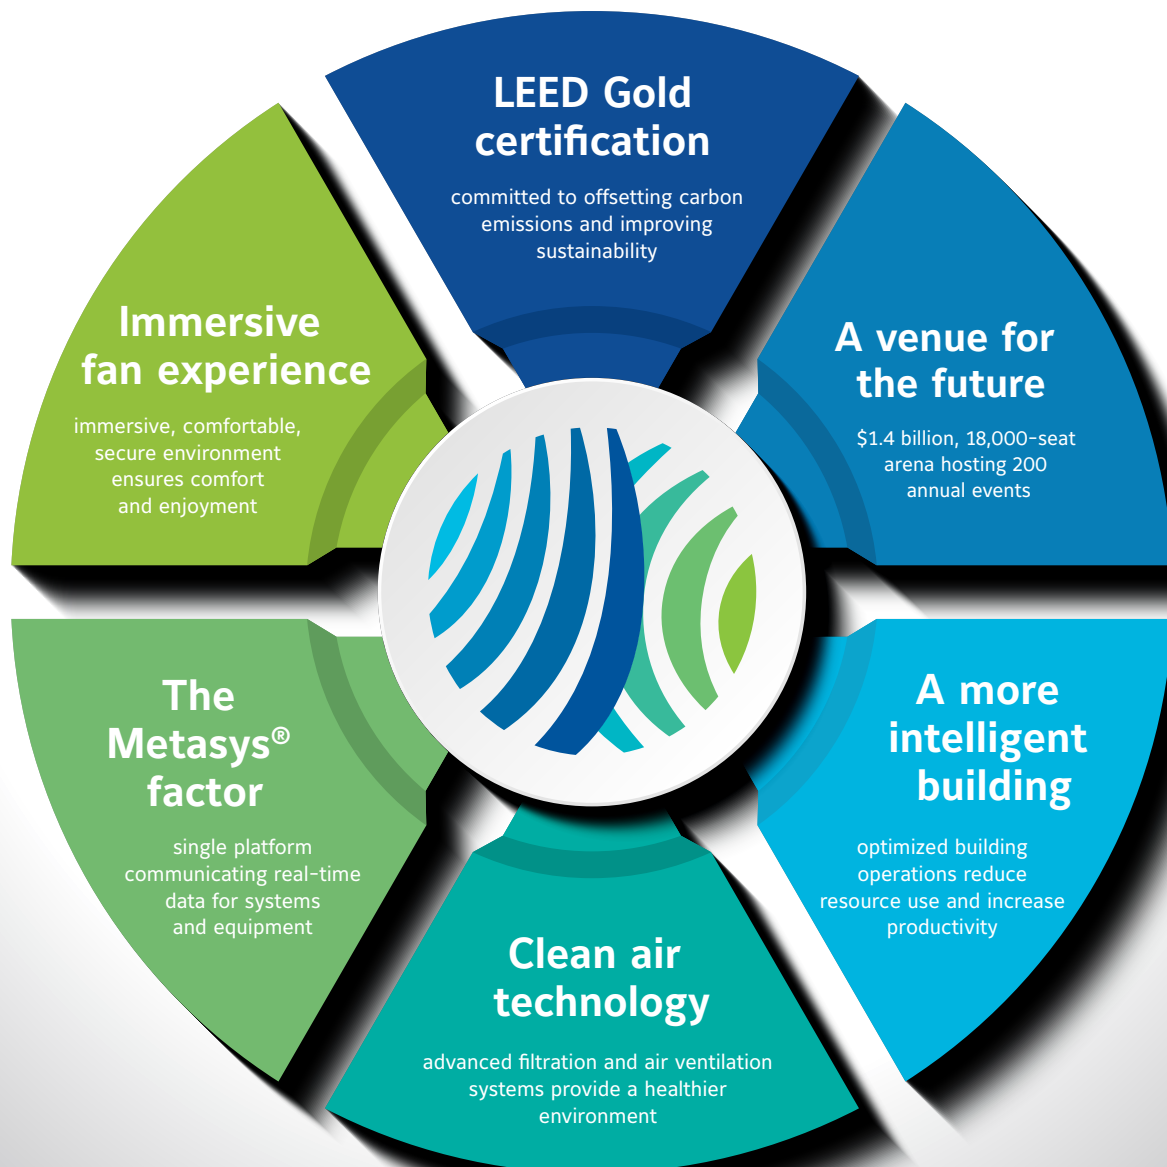 LEED Gold
certification
committed to offsetting carbon
emissions and improving
sustainability
A venue for
the future
$1.4 billion, 18,000-seat
arena hosting 200
annual events
A more
intelligent
building
optimized building
operations reduce
resource use and increase
productivity
Clean air
technology
advanced filtration and air ventilation
systems provide a healthier
environment
The
Metasys®
factor
single platform
communicating real-time
data for systems
and equipment
Immersive
fan experience
immersive, comfortable,
secure environment
ensures comfort
and enjoyment